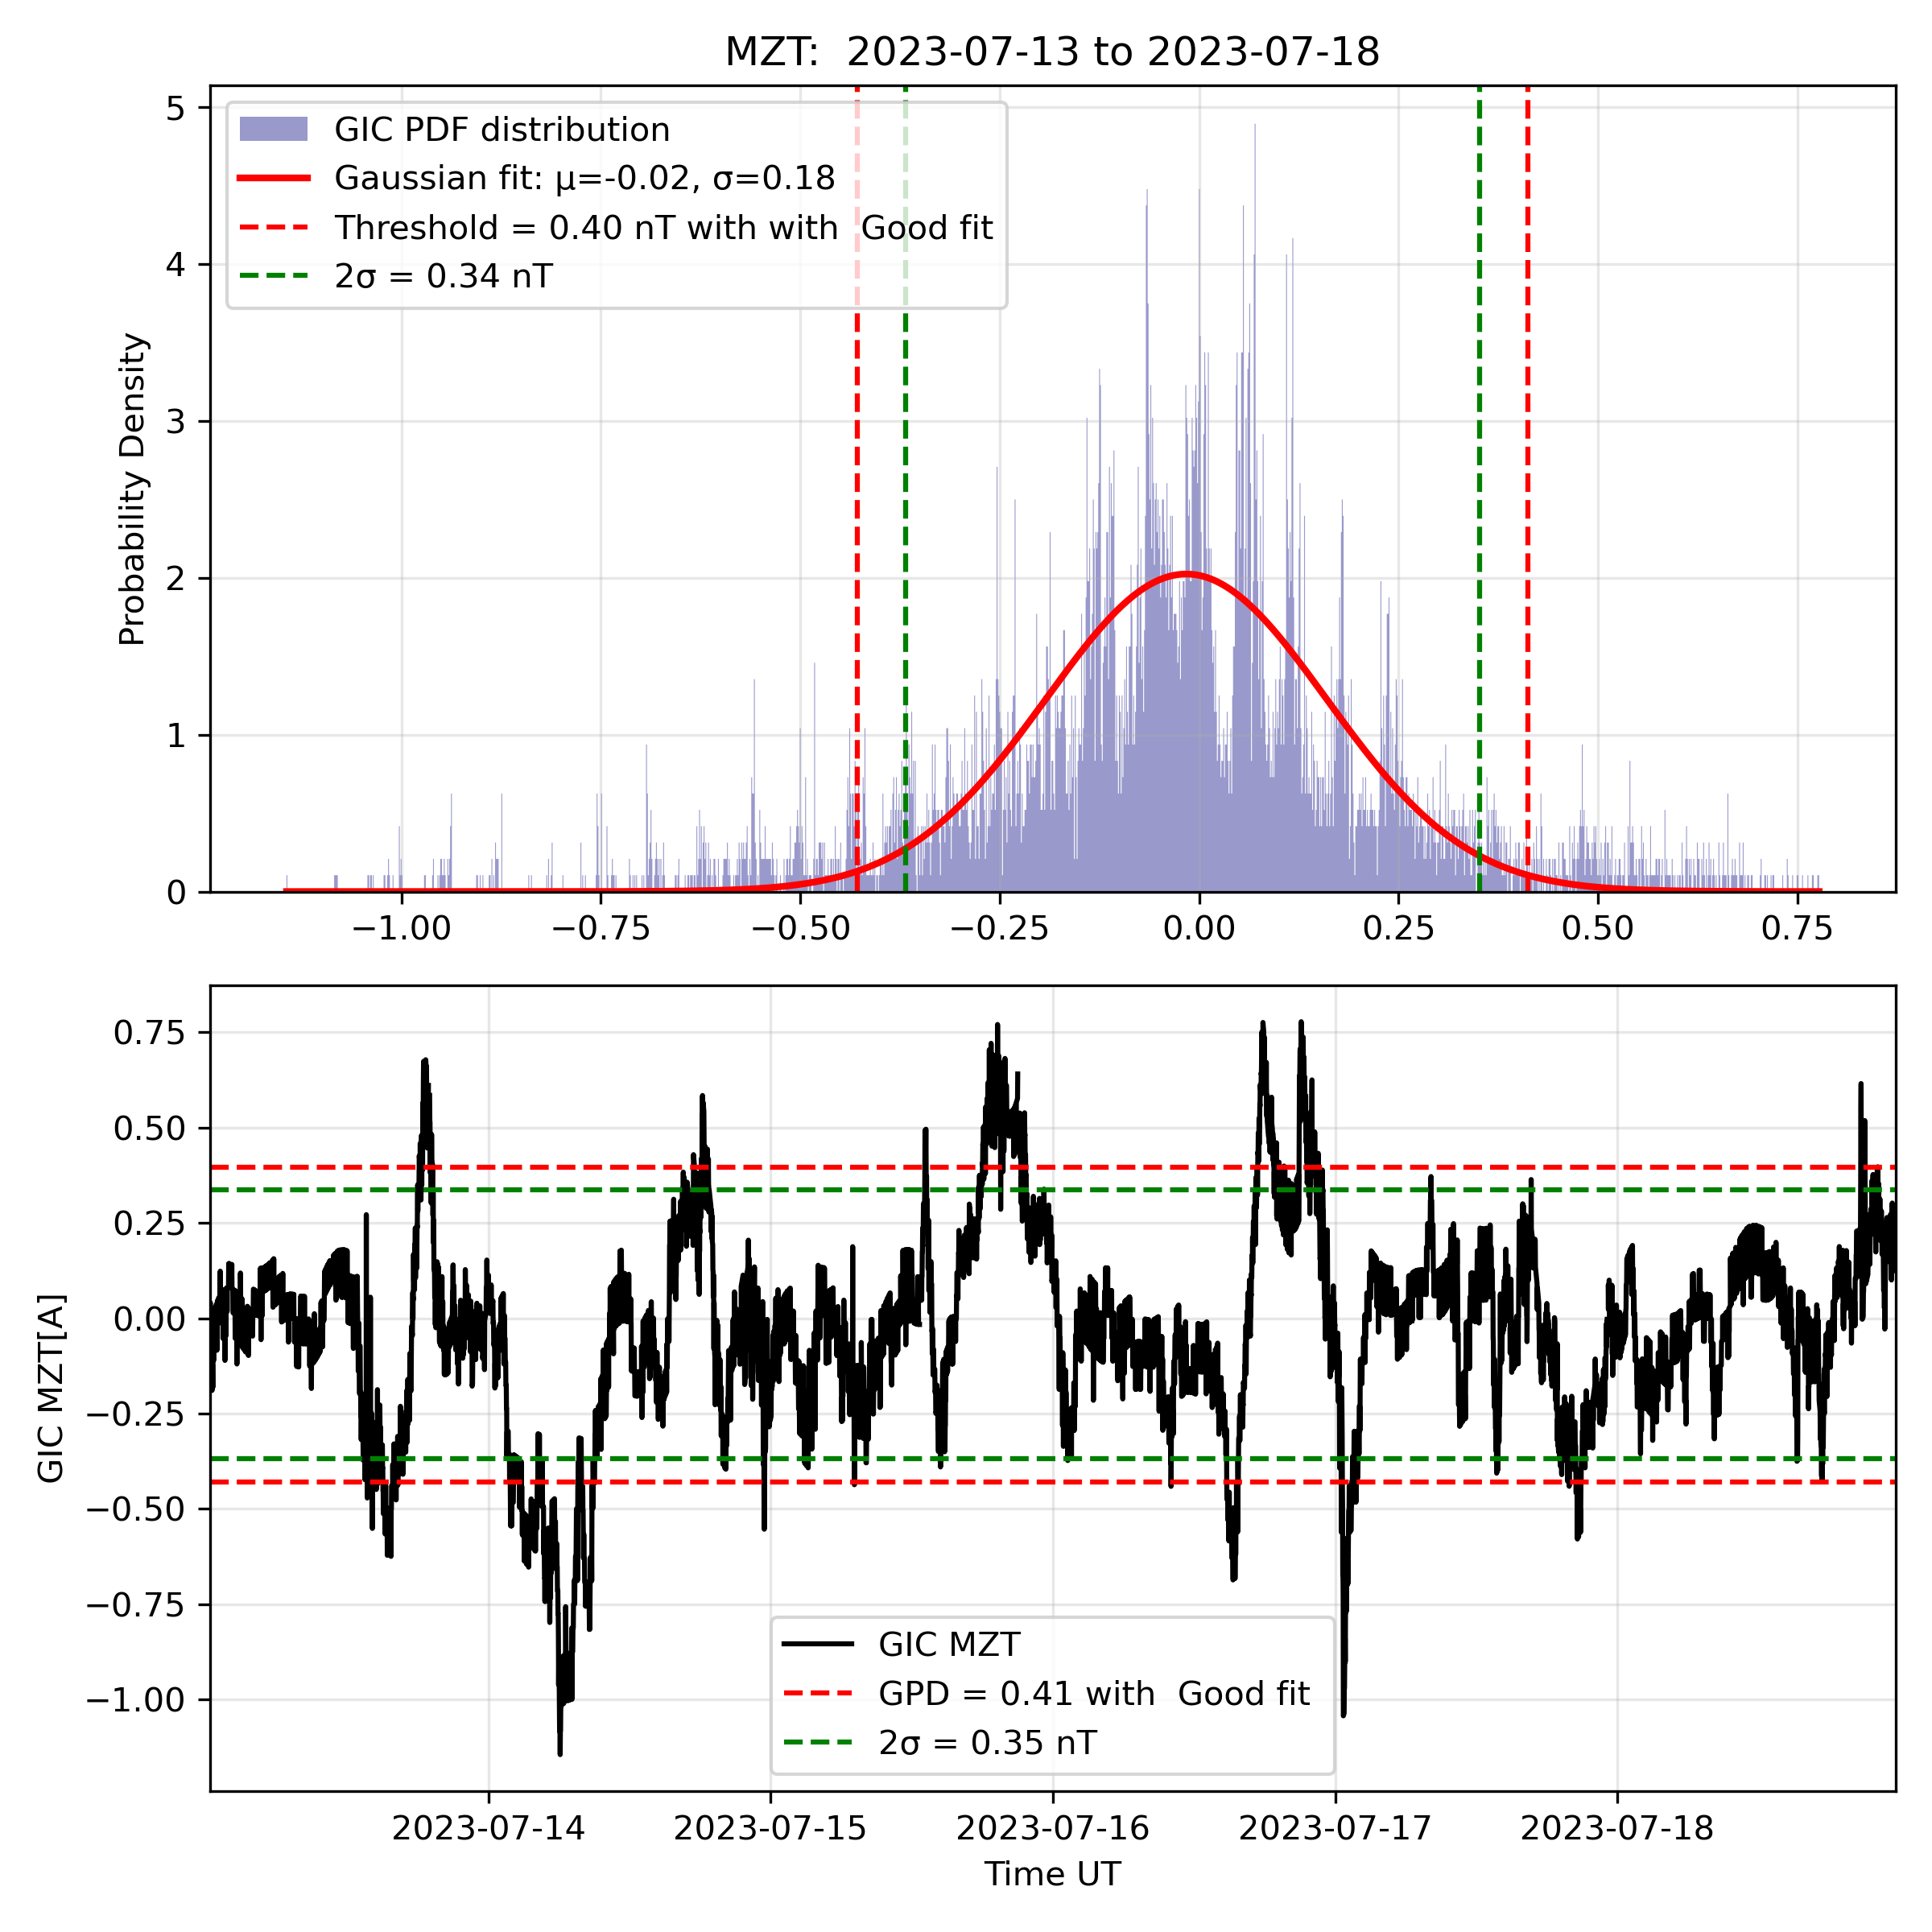 MZT:  2023-07-13 to 2023-07-18
GIC PDF distribution
Gaussian fit: μ=-0.02, σ=0.18
Threshold = 0.40 nT with with  Good fit
2σ = 0.34 nT
Probability Density
5
4
3
2
1
0
−1.00 −0.75 −0.50 −0.25 0.00 0.25 0.50 0.75
GIC MZT[A]
0.75
0.50
0.25
0.00
−0.25
−0.50
−0.75
−1.00
GIC MZT
GPD = 0.41 with  Good fit
2σ = 0.35 nT
2023-07-14 2023-07-15 2023-07-16 2023-07-17 2023-07-18
Time UT